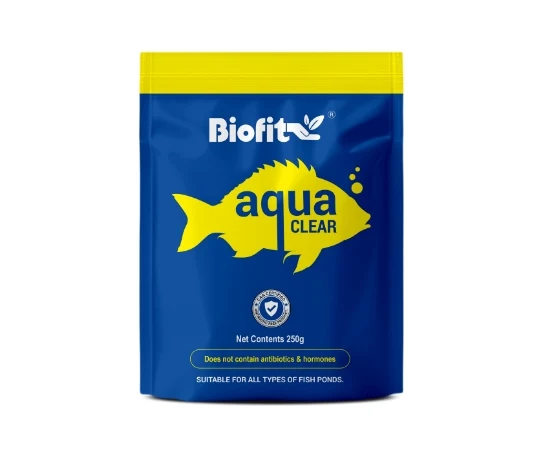 Biofit ®
aqua
CLEAR
Net Contents 250g
Does not contain antibiotics & hormones
SUITABLE FOR ALL TYPES OF FISH PONDS.